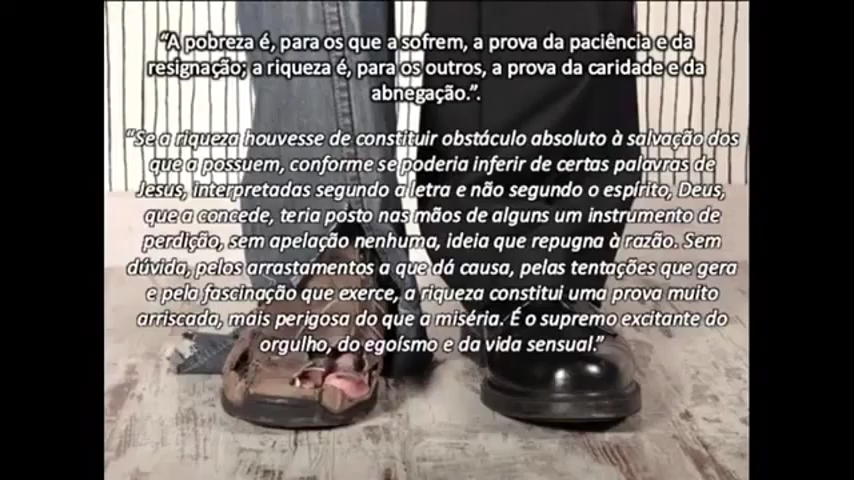 “A pobreza é, para os que a sofrem, a prova da paciência e da
resignação; a riqueza é, para os outros, a prova da caridade e da
abnegação.”.
“Se a riqueza houvesse de constituir obstáculo absoluto à salvação dos
que a possuem, conforme se poderia inferir de certas palavras de
Jesus, interpretadas segundo a letra e não segundo o espírito, Deus,
que a concede, teria posto nas mãos de alguns um instrumento de
perdição, sem apelação nenhuma, ideia que repugna à razão. Sem
dúvida, pelos arrastamentos a que dá causa, pelas tentações que gera
e pela fascinação que exerce, a riqueza constitui uma prova muito
arriscada, mais perigosa do que a miséria. É o supremo excitante do
orgulho, do egoísmo e da vida sensual.”